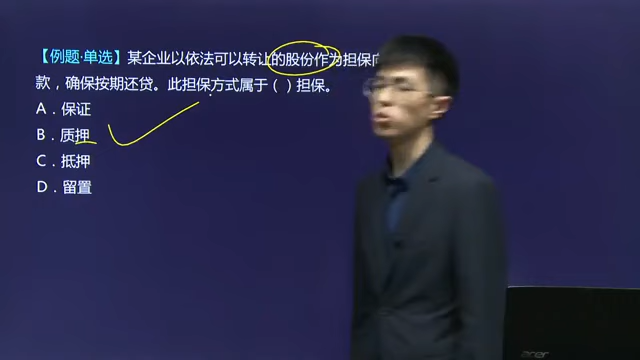 【例题·单选】某企业以依法可以转让的股份作为担保向
款，确保按期还贷。此担保方式属于（ ）担保。
A．保证
B．质押
C．抵押
D．留置
acer